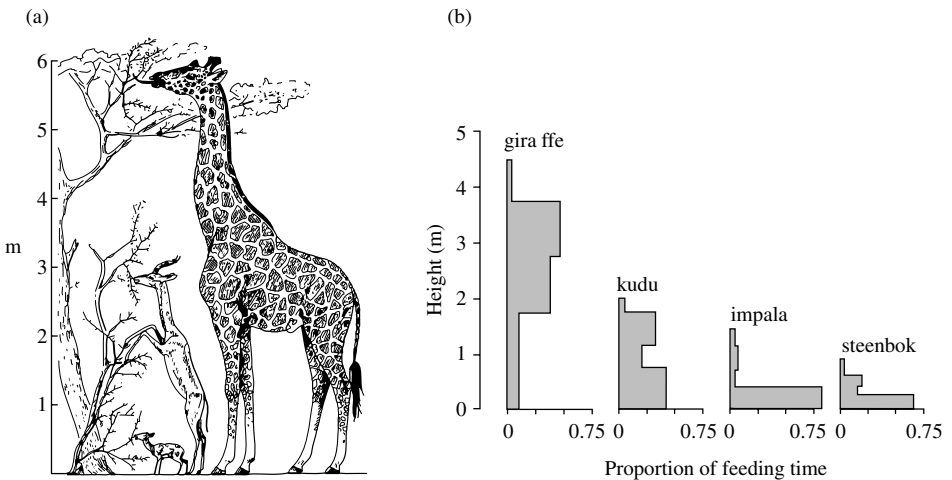 (a)
6
5
4
m
3
2
1
(b)
Height (m)
5
4
3
2
1
0
gira ffe
kudu
impala
steenbok
0 0.75 0 0.75 0 0.75 0 0.75
Proportion of feeding time